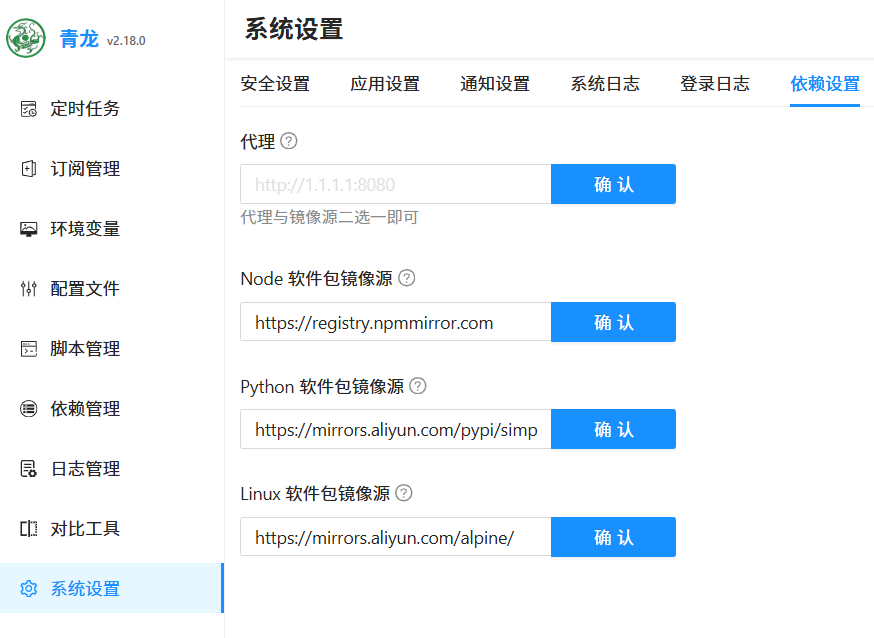 青龙 v2.18.0
定时任务
订阅管理
环境变量
配置文件
脚本管理
依赖管理
日志管理
对比工具
系统设置
系统设置
安全设置 应用设置 通知设置 系统日志 登录日志 依赖设置
代理
http://1.1.1.1:8080 确 认
代理与镜像源二选一即可
Node 软件包镜像源
https://registry.npmmirror.com 确 认
Python 软件包镜像源
https://mirrors.aliyun.com/pypi/simp 确 认
Linux 软件包镜像源
https://mirrors.aliyun.com/alpine/ 确 认